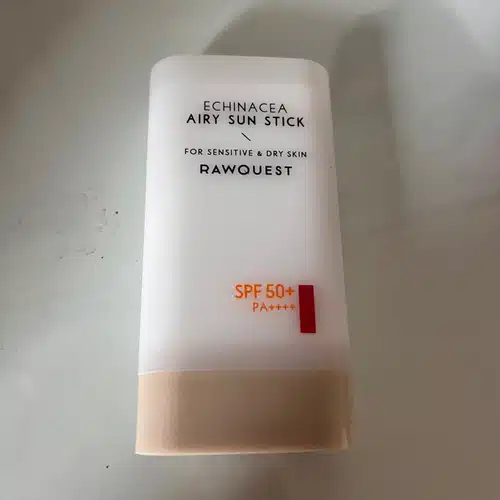 ECHINACEA
AIRY SUN STICK
\
FOR SENSITIVE & DRY SKIN
RAWQUEST
SPF 50+
PA++++